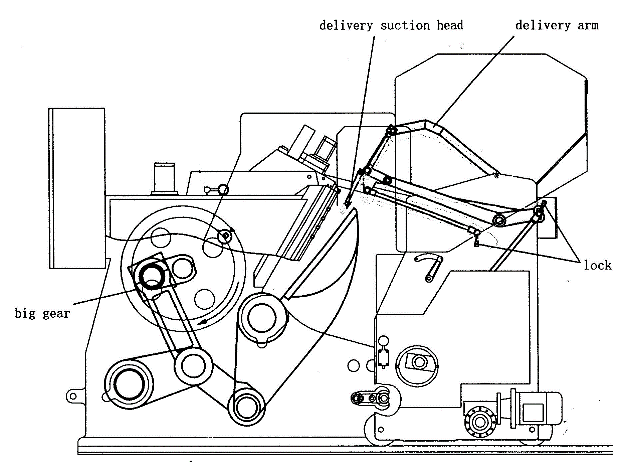 delivery suction head
delivery arm
lock
big gear